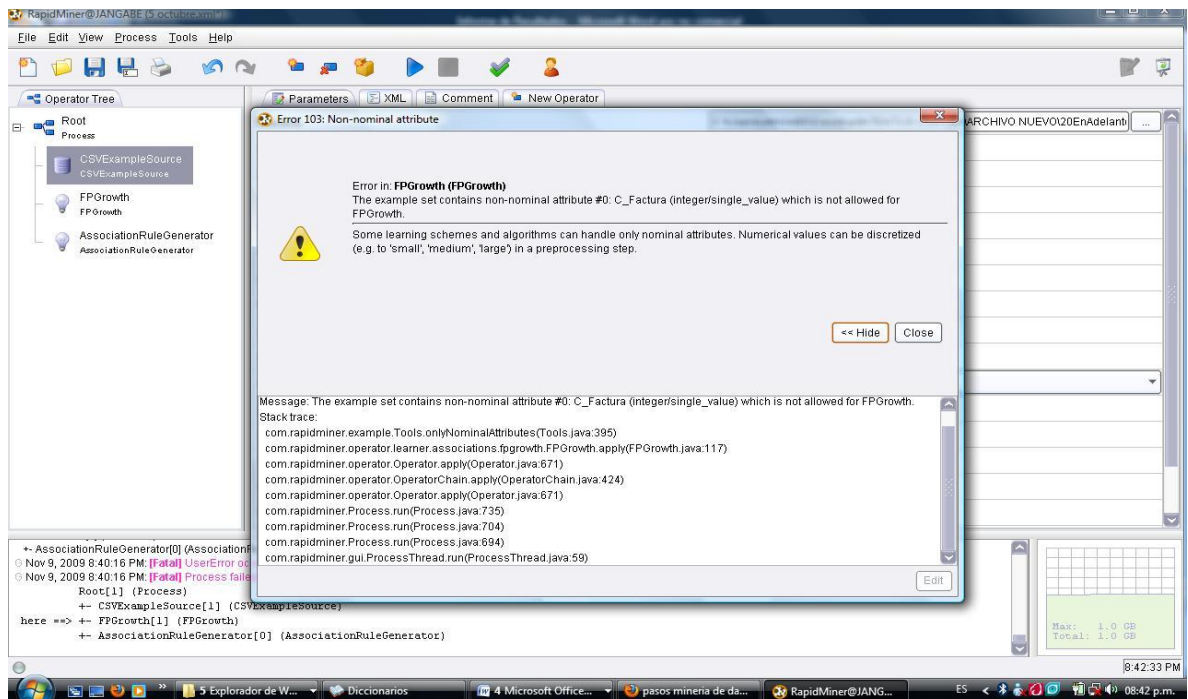 RapidMiner@JANGABE (5 octubre.xml*)
File Edit View Process Tools Help
Operator Tree
Parameters XML Comment New Operator
Root
Process
CSVExampleSource
CSVExampleSource
FPGrowth
FPGrowth
AssociationRuleGenerator
AssociationRuleGenerator
\ARCHIVO NUEVO\20EnAdelant
...
Error 103: Non-nominal attribute
Error in: FPGrowth (FPGrowth)
The example set contains non-nominal attribute #0: C_Factura (integer/single_value) which is not allowed for
FPGrowth.
Some learning schemes and algorithms can handle only nominal attributes. Numerical values can be discretized
(e.g. to 'small', 'medium', 'large') in a preprocessing step.
<< Hide Close
Message: The example set contains non-nominal attribute #0: C_Factura (integer/single_value) which is not allowed for FPGrowth.
Stack trace:
com.rapidminer.example.Tools.onlyNominalAttributes(Tools.java:395)
com.rapidminer.operator.learner.associations.fpgrowth.FPGrowth.apply(FPGrowth.java:117)
com.rapidminer.operator.Operator.apply(Operator.java:671)
com.rapidminer.operator.OperatorChain.apply(OperatorChain.java:424)
com.rapidminer.operator.Operator.apply(Operator.java:671)
com.rapidminer.Process.run(Process.java:735)
com.rapidminer.Process.run(Process.java:704)
com.rapidminer.Process.run(Process.java:694)
com.rapidminer.gui.ProcessThread.run(ProcessThread.java:59)
Edit
+- AssociationRuleGenerator[0] (Association
Nov 9, 2009 8:40:16 PM: [Fatal] UserError oc
Nov 9, 2009 8:40:16 PM: [Fatal] Process faile
Root[1] (Process)
+- CSVExampleSource[1] (CSVExampleSource)
here ==> +- FPGrowth[1] (FPGrowth)
+- AssociationRuleGenerator[0] (AssociationRuleGenerator)
Max: 1.0 GB
Total: 1.0 GB
8:42:33 PM
5 Explorador de W... Diccionarios 4 Microsoft Office... pasos mineria de da... RapidMiner@JANG... ES 08:42 p.m.